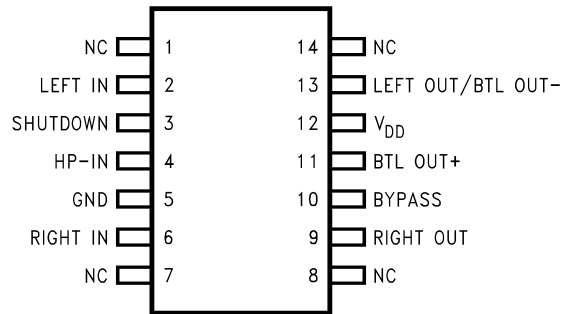 NC 1 14 NC
LEFT IN 2 13 LEFT OUT/BTL OUT-
SHUTDOWN 3 12 VDD
HP-IN 4 11 BTL OUT+
GND 5 10 BYPASS
RIGHT IN 6 9 RIGHT OUT
NC 7 8 NC